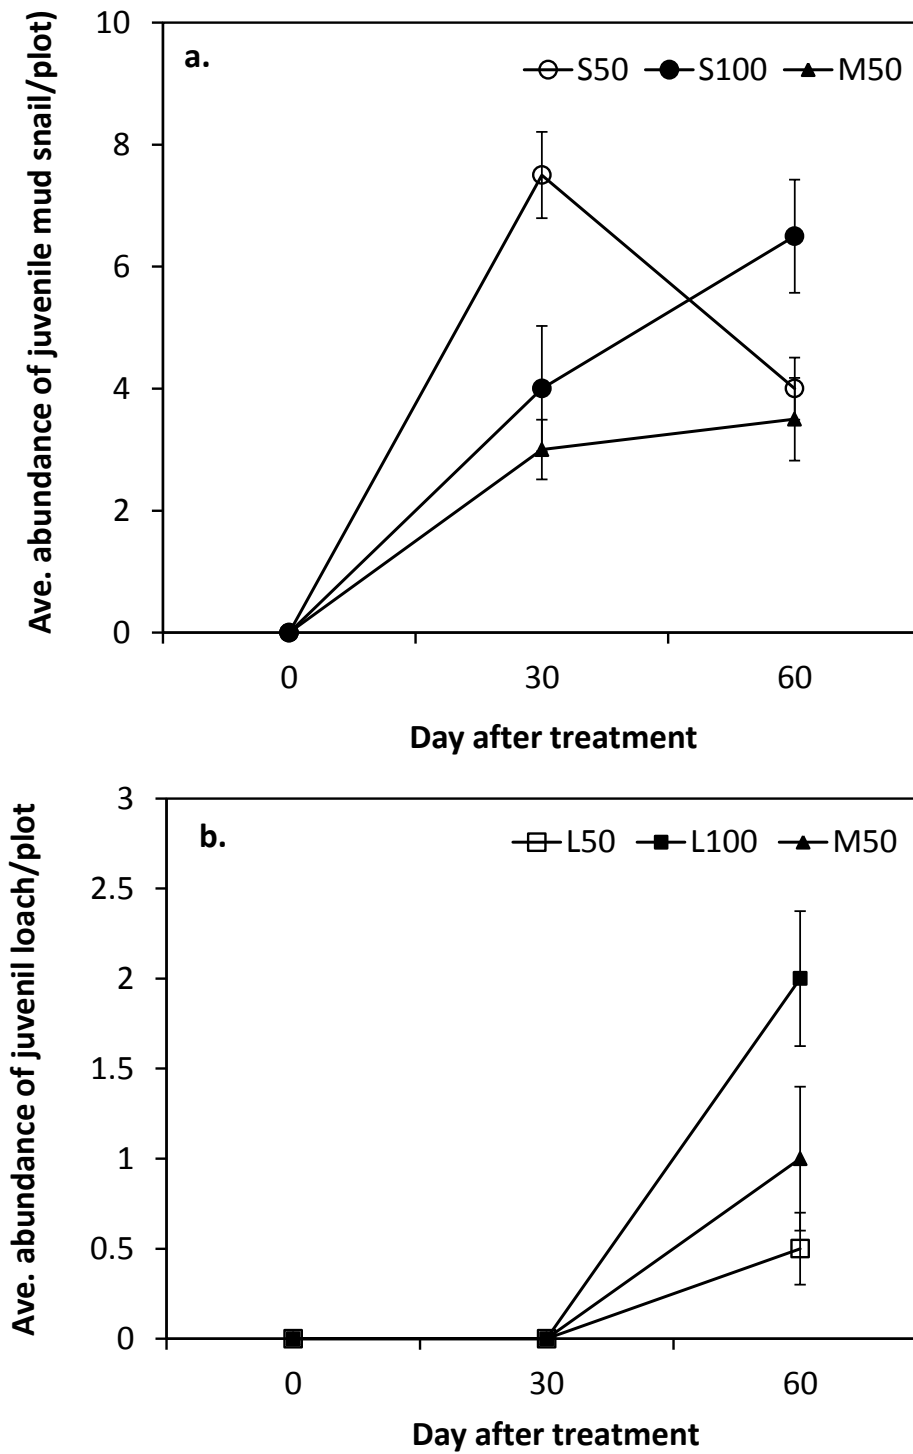 a.
S50 S100 M50
Ave. abundance of juvenile mud snail/plot)
10
8
6
4
2
0
0 30 60
Day after treatment
b.
L50 L100 M50
Ave. abundance of juvenil loach/plot
3
2.5
2
1.5
1
0.5
0
0 30 60
Day after treatment